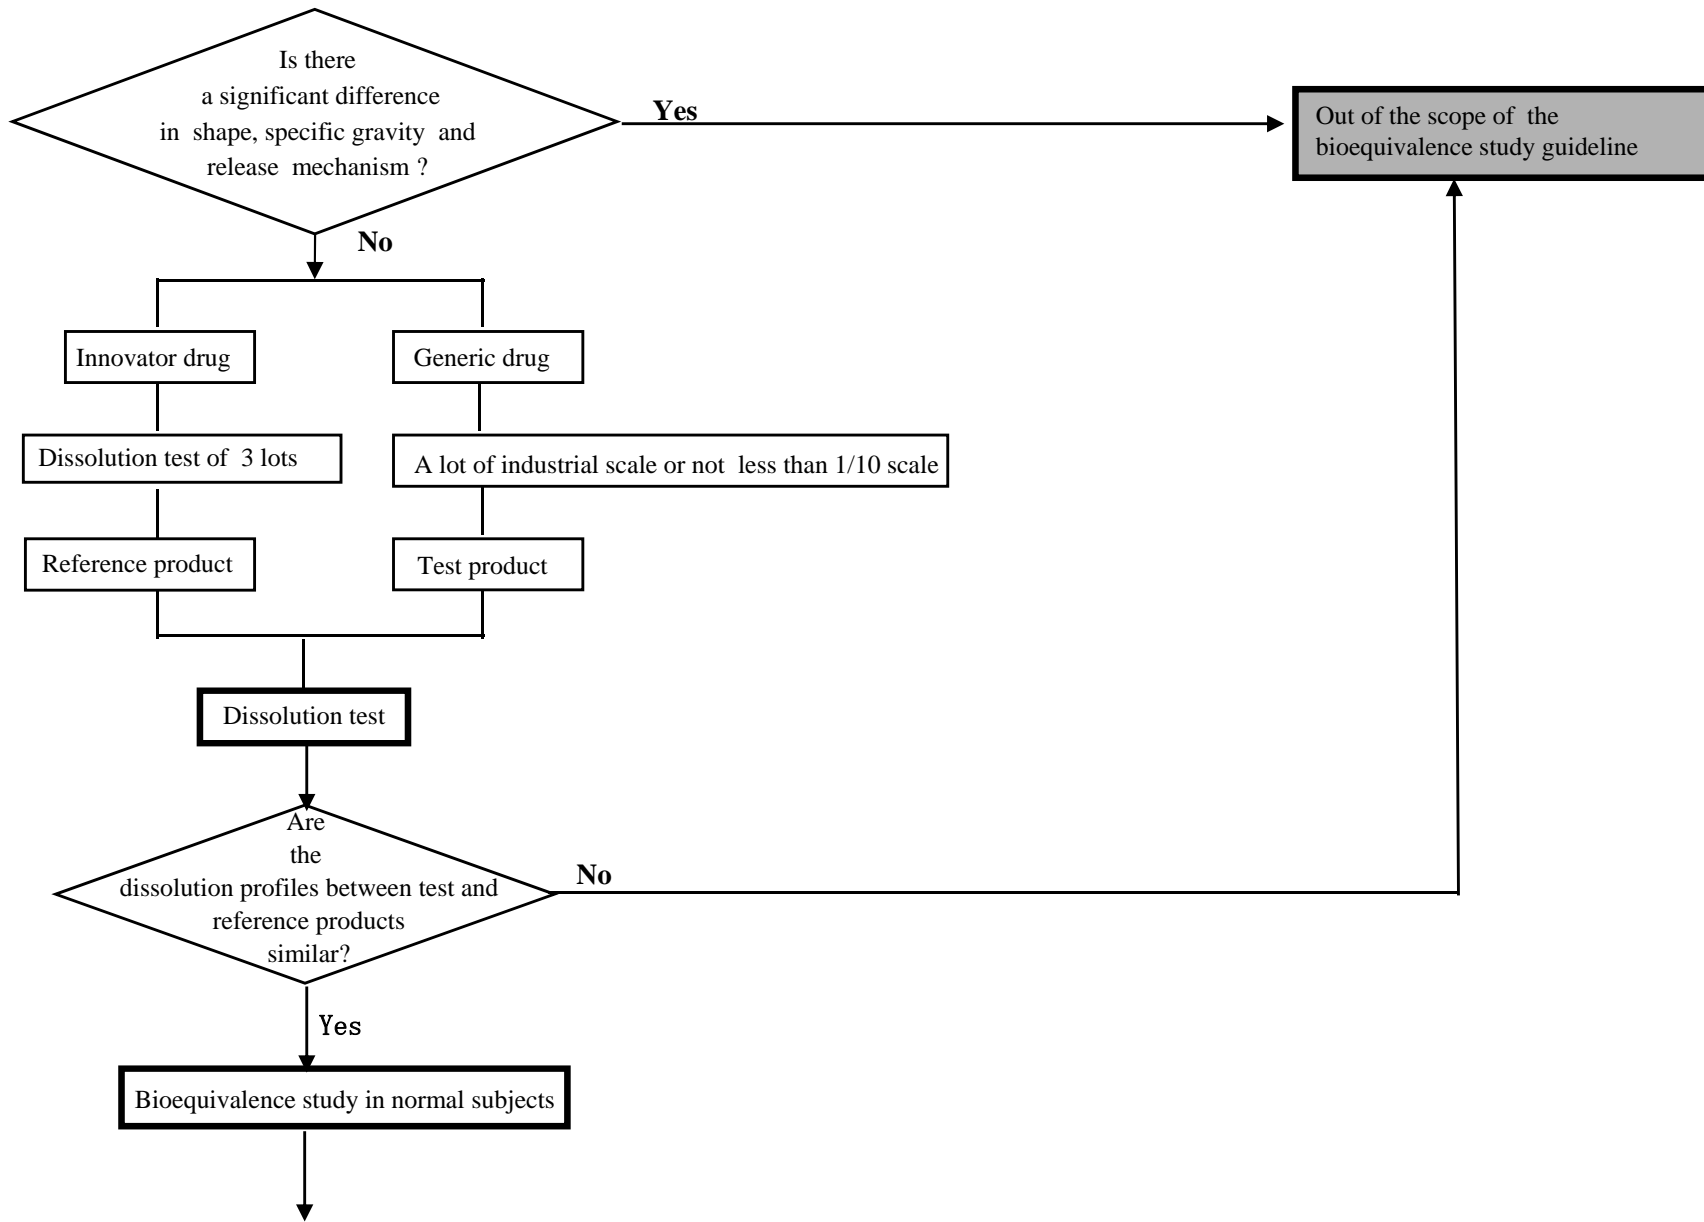 Is there
a significant difference
in shape, specific gravity and
release mechanism ?
Yes
Out of the scope of the
bioequivalence study guideline
No
Innovator drug
Generic drug
Dissolution test of 3 lots
A lot of industrial scale or not less than 1/10 scale
Reference product
Test product
Dissolution test
Are
the
dissolution profiles between test and
reference products
similar?
No
Yes
Bioequivalence study in normal subjects